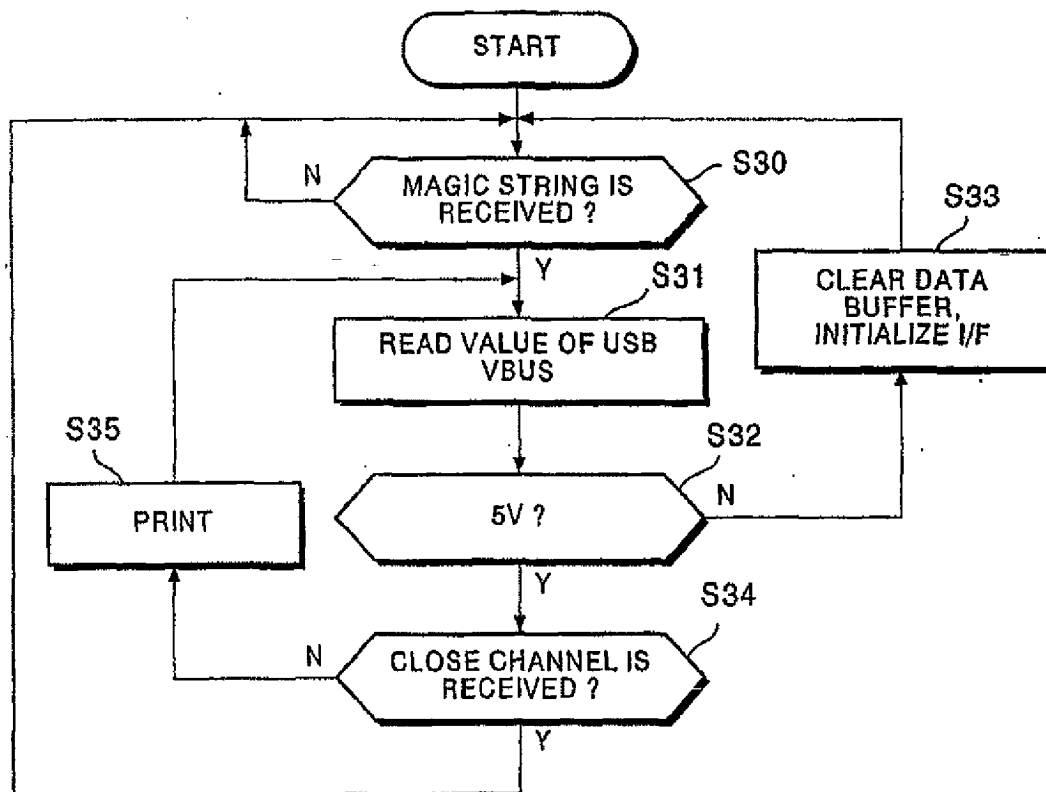 START
N
MAGIC STRING IS
RECEIVED ?
S30
Y
S33
CLEAR DATA
BUFFER,
INITIALIZE I/F
S31
READ VALUE OF USB
VBUS
S35
PRINT
S32
5V ?
N
Y
S34
N
CLOSE CHANNEL IS
RECEIVED ?
Y